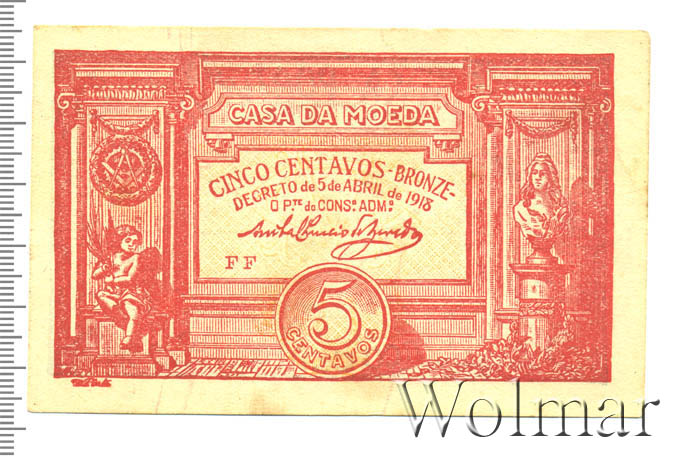 CASA DA MOEDA
CINCO CENTAVOS - BRONZE -
DECRETO de 5 de ABRIL de 1918
O P.TE do CONS.º ADM.º
F F
5
CENTAVOS
Wolmar